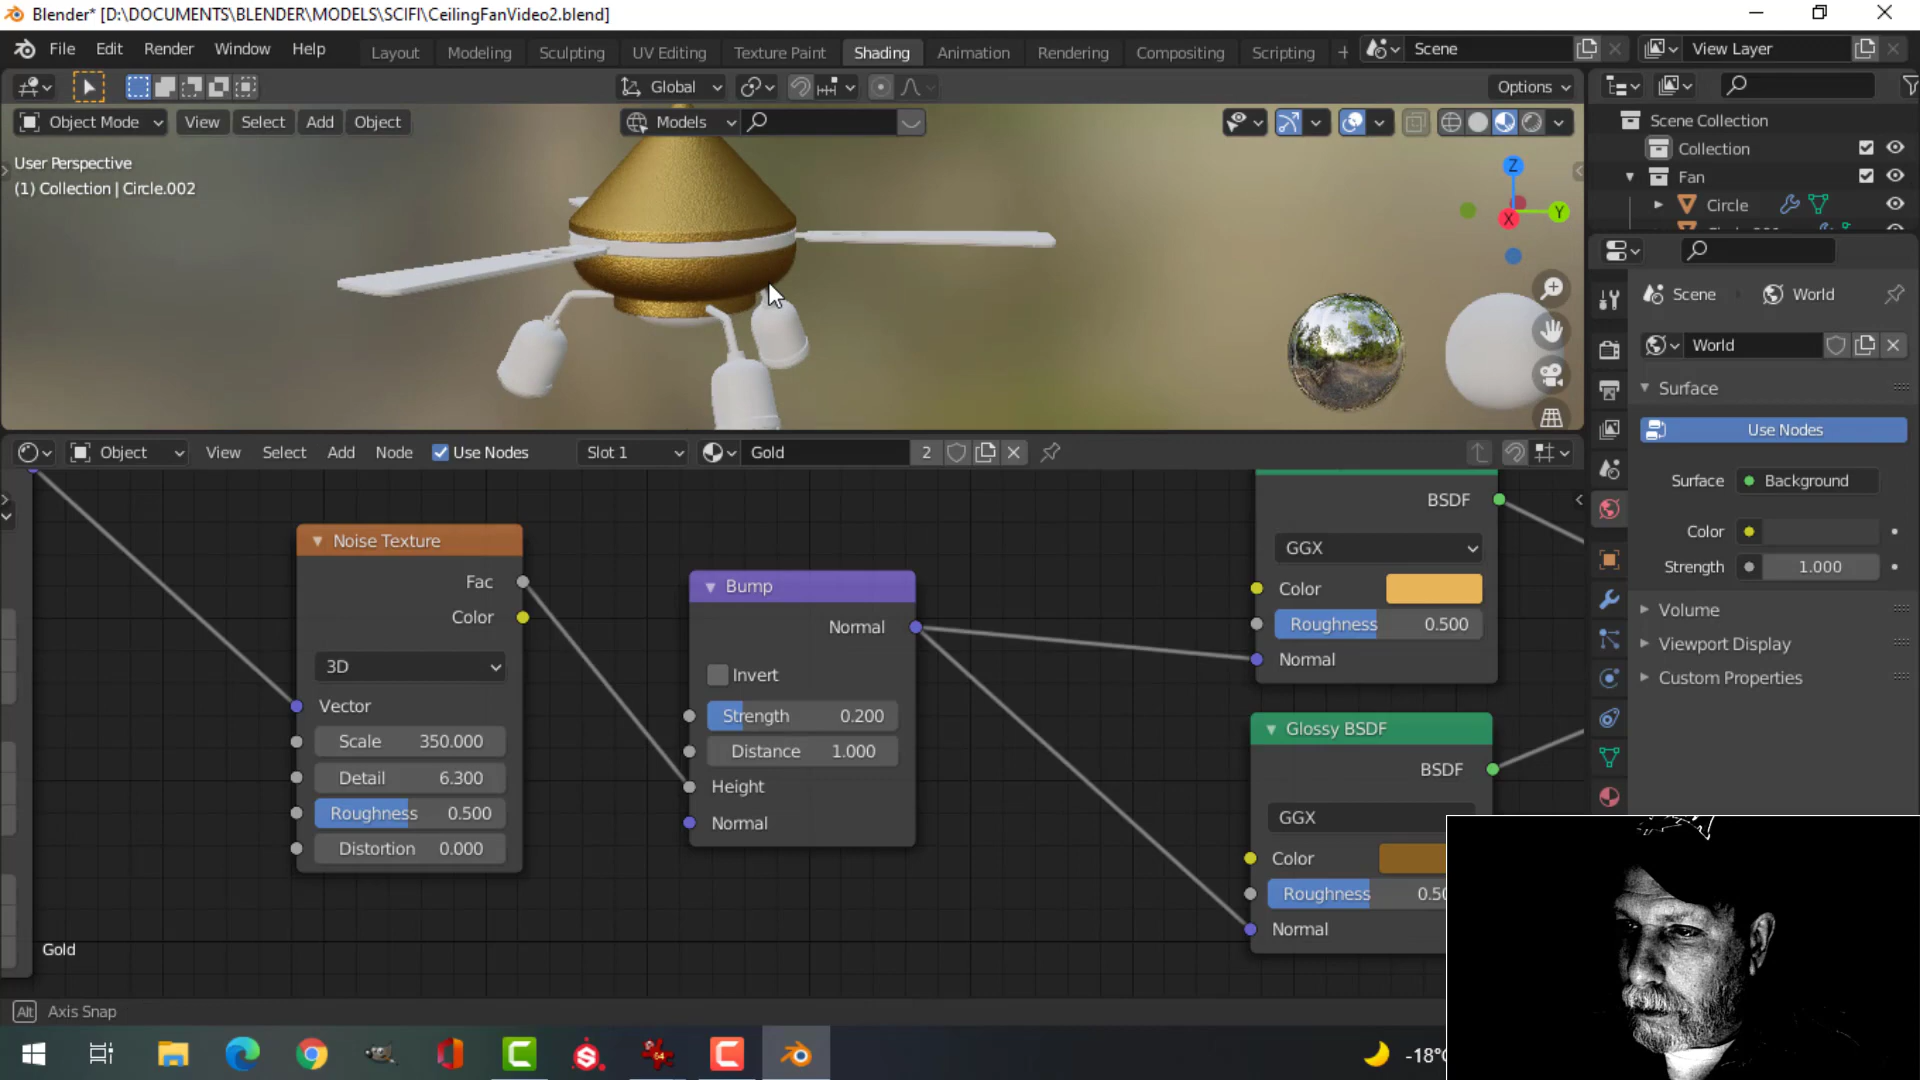 Blender* [D:\DOCUMENTS\BLENDER\MODELS\SCIFI\CeilingFanVideo2.blend]
File Edit Render Window Help Layout Modeling Sculpting UV Editing Texture Paint Shading Animation Rendering Compositing Scripting + Scene View Layer
Global Options
Object Mode View Select Add Object Models
User Perspective
(1) Collection | Circle.002
Z
Y
X
Scene Collection
Collection
Fan
Circle
Scene World
World
Surface
Use Nodes
Surface Background
Color
Strength 1.000
Volume
Viewport Display
Custom Properties
Object View Select Add Node Use Nodes Slot 1 Gold 2
Noise Texture
Fac
Color
3D
Vector
Scale 350.000
Detail 6.300
Roughness 0.500
Distortion 0.000
Bump
Normal
Invert
Strength 0.200
Distance 1.000
Height
Normal
BSDF
GGX
Color
Roughness 0.500
Normal
Glossy BSDF
BSDF
GGX
Color
Roughness 0.50
Normal
Gold
Alt Axis Snap
-18°C